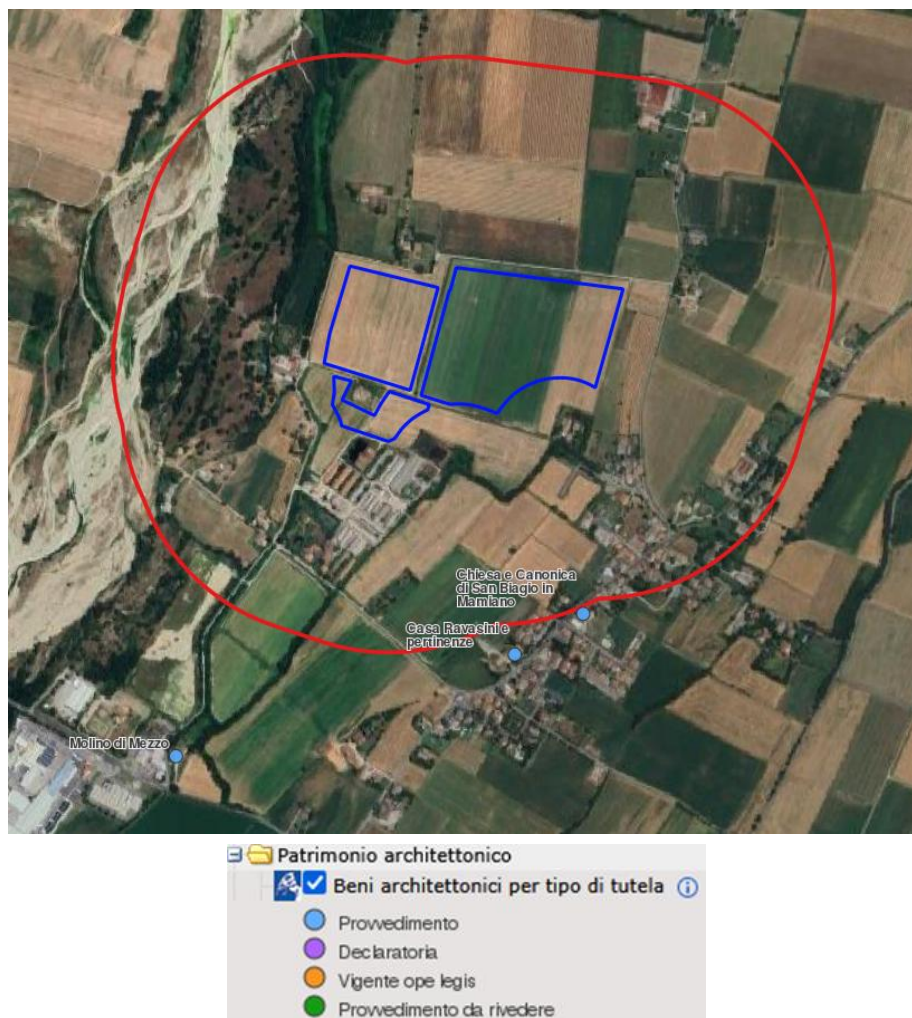 Chiesa e Canonica
di San Biagio in
Mamiano
Casa Ravasini e
pertinenze
Molino di Mezzo
Patrimonio architettonico
Beni architettonici per tipo di tutela
Provvedimento
Declaratoria
Vigente ope legis
Provvedimento da rivedere